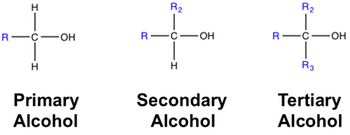 H R2 R2
R C OH R C OH R C OH
H H R3
Primary Secondary Tertiary
Alcohol Alcohol Alcohol